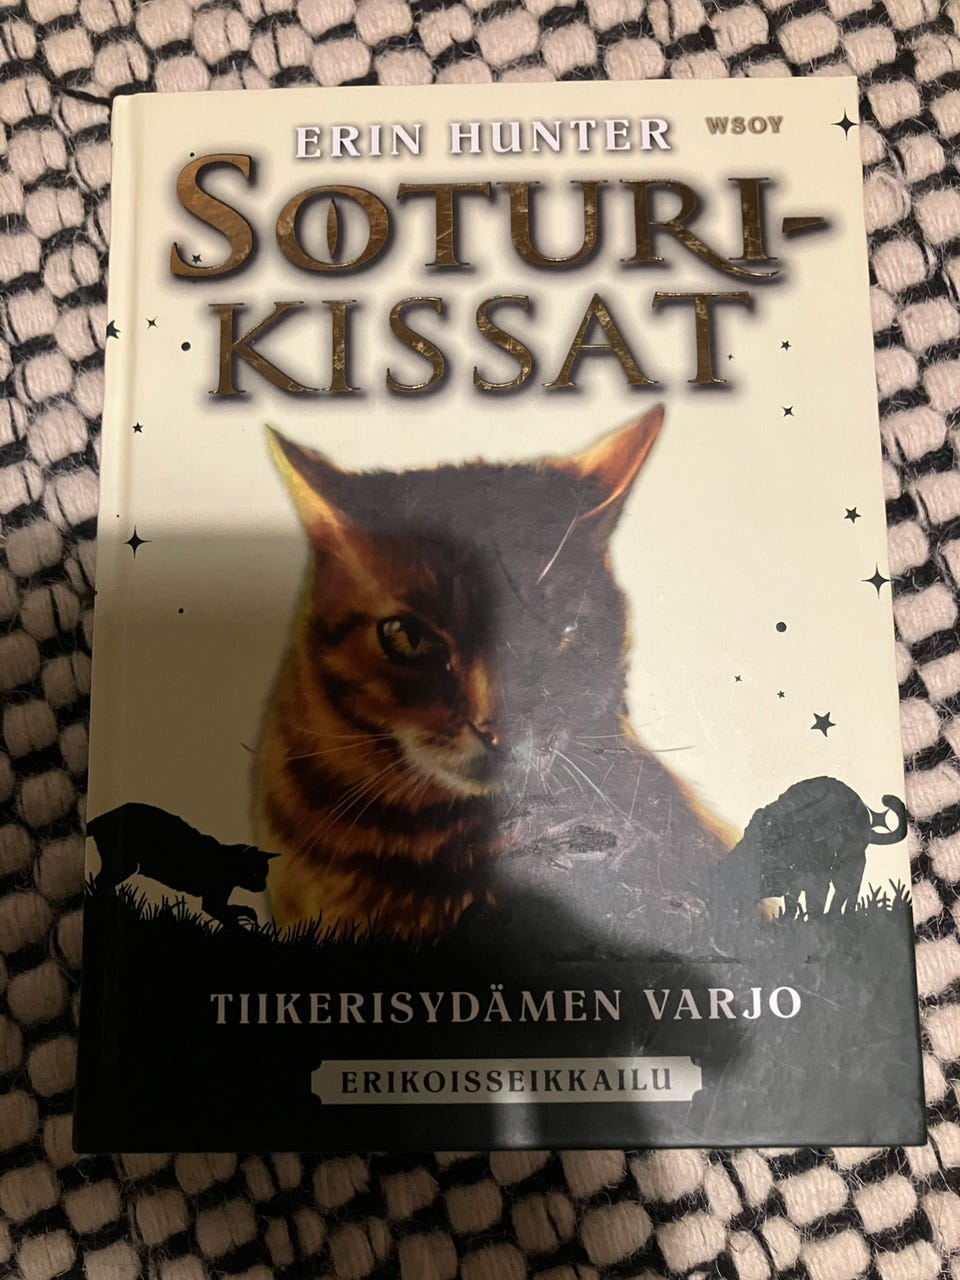 ERIN HUNTER
WSOY
SOTURI-
KISSAT
TIIKERISYDÄMEN VARJO
ERIKOISSEIKKAILU